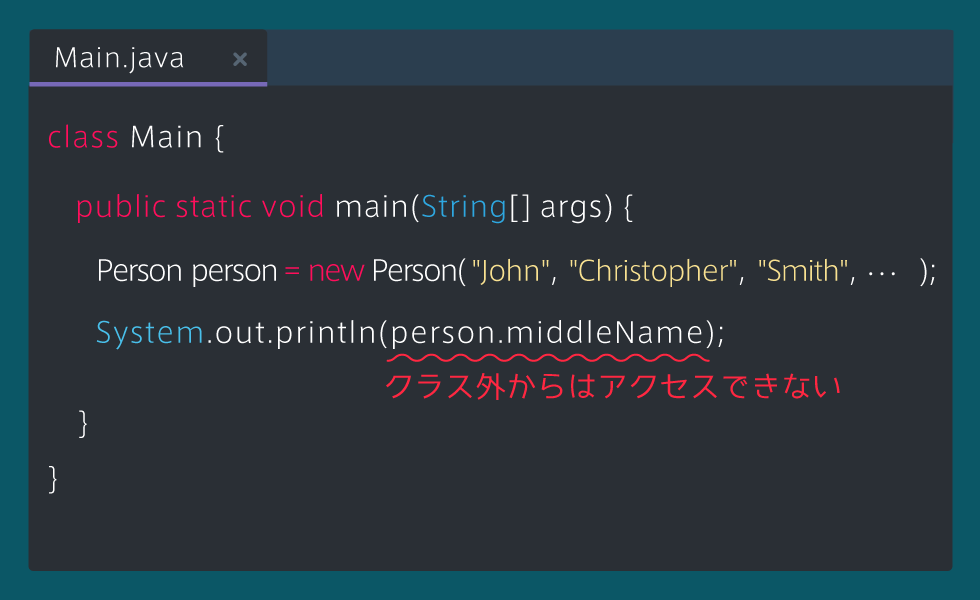 Main.java ×
class Main {
public static void main(String[] args) {
Person person = new Person( "John", "Christopher", "Smith", ··· );
System.out.println(person.middleName);
クラス外からはアクセスできない
}
}